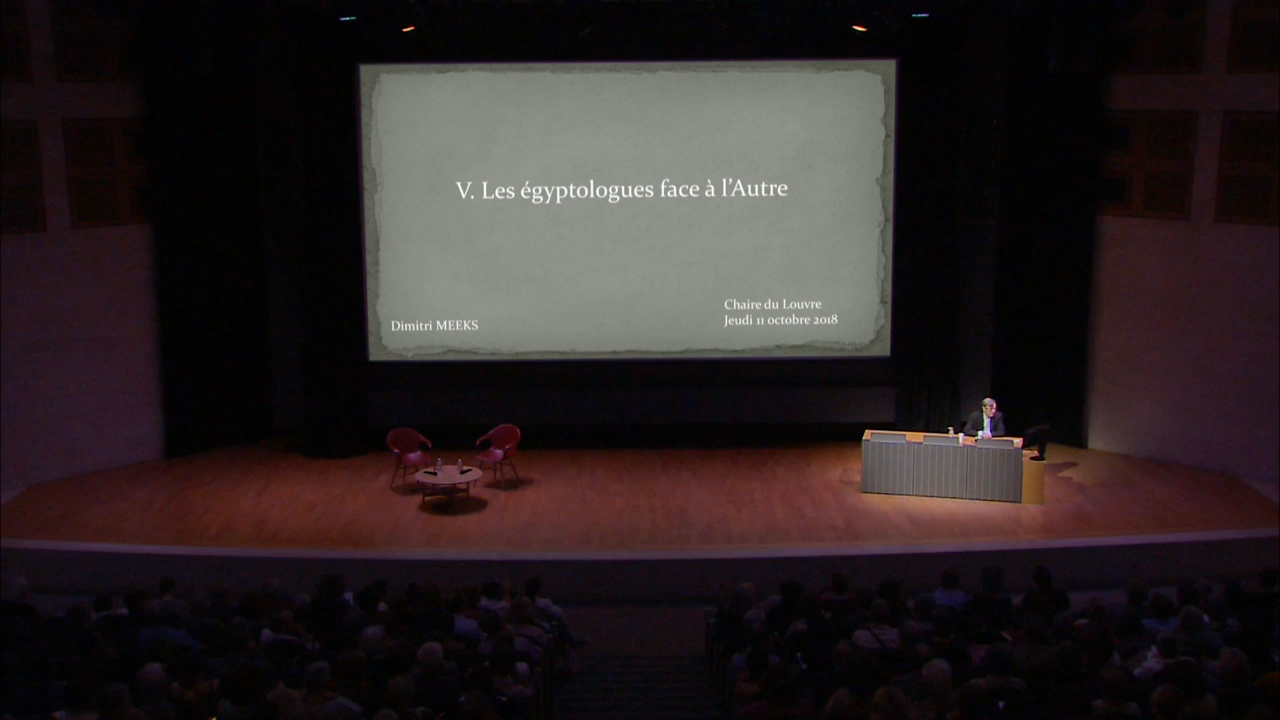 V. Les égyptologues face à l'Autre
Chaire du Louvre
Jeudi 11 octobre 2018
Dimitri MEEKS